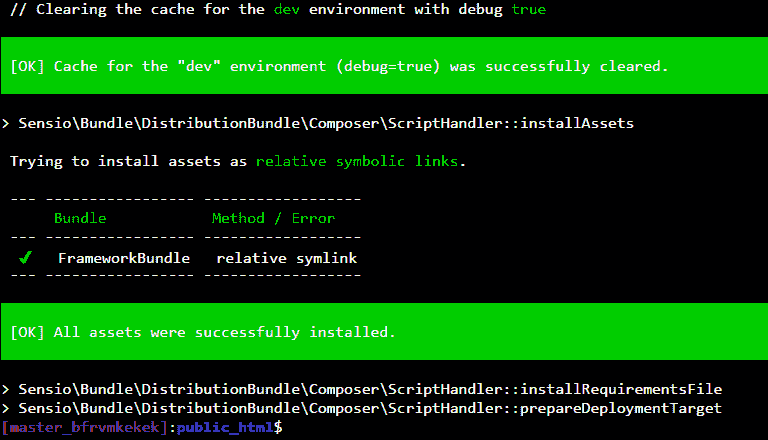 // Clearing the cache for the dev environment with debug true
[OK] Cache for the "dev" environment (debug=true) was successfully cleared.
> Sensio\Bundle\DistributionBundle\Composer\ScriptHandler::installAssets
Trying to install assets as relative symbolic links.
--- ----------------- ------------------
Bundle Method / Error
--- ----------------- ------------------
✔ FrameworkBundle relative symlink
--- ----------------- ------------------
[OK] All assets were successfully installed.
> Sensio\Bundle\DistributionBundle\Composer\ScriptHandler::installRequirementsFile
> Sensio\Bundle\DistributionBundle\Composer\ScriptHandler::prepareDeploymentTarget
[master_bfrvmkekek]:public_html$